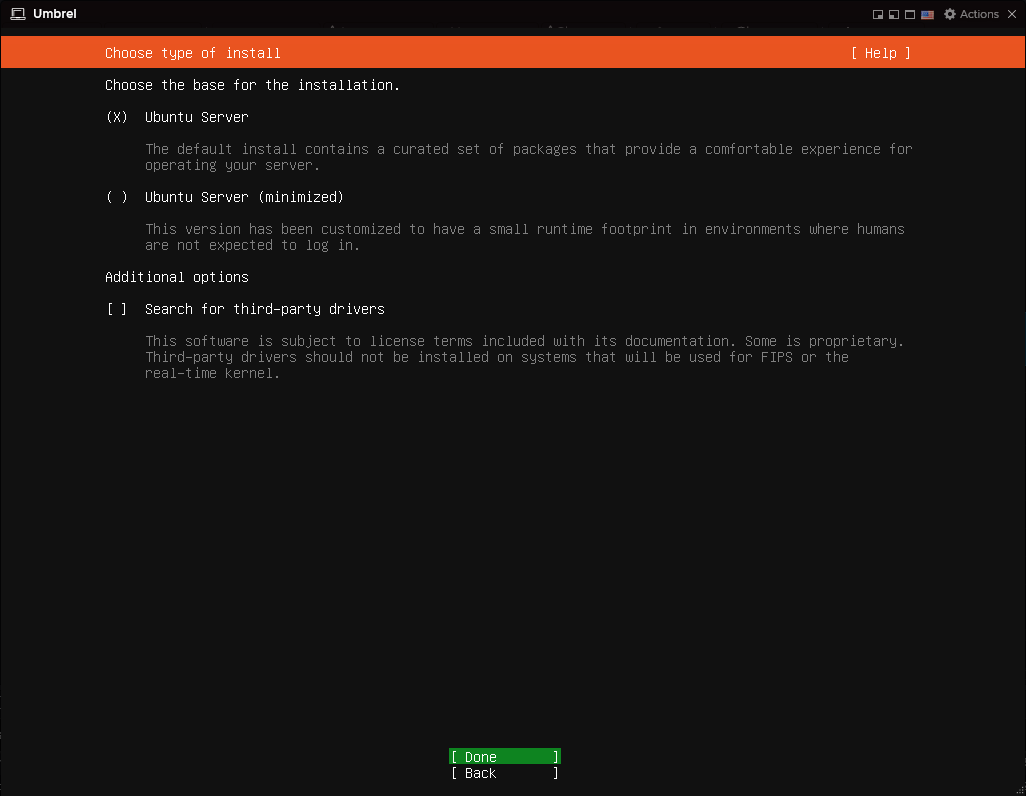 Umbrel
Actions
Choose type of install [ Help ]
Choose the base for the installation.
(X) Ubuntu Server
The default install contains a curated set of packages that provide a comfortable experience for
operating your server.
( ) Ubuntu Server (minimized)
This version has been customized to have a small runtime footprint in environments where humans
are not expected to log in.
Additional options
[ ] Search for third-party drivers
This software is subject to license terms included with its documentation. Some is proprietary.
Third-party drivers should not be installed on systems that will be used for FIPS or the
real-time kernel.
[ Done ]
[ Back ]